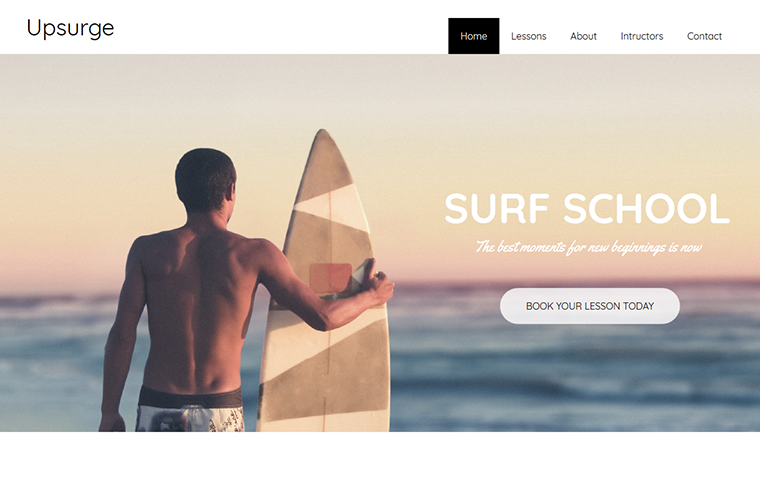 Upsurge
Home Lessons About Intructors Contact
SURF SCHOOL
The best moments for new beginnings is now
BOOK YOUR LESSON TODAY